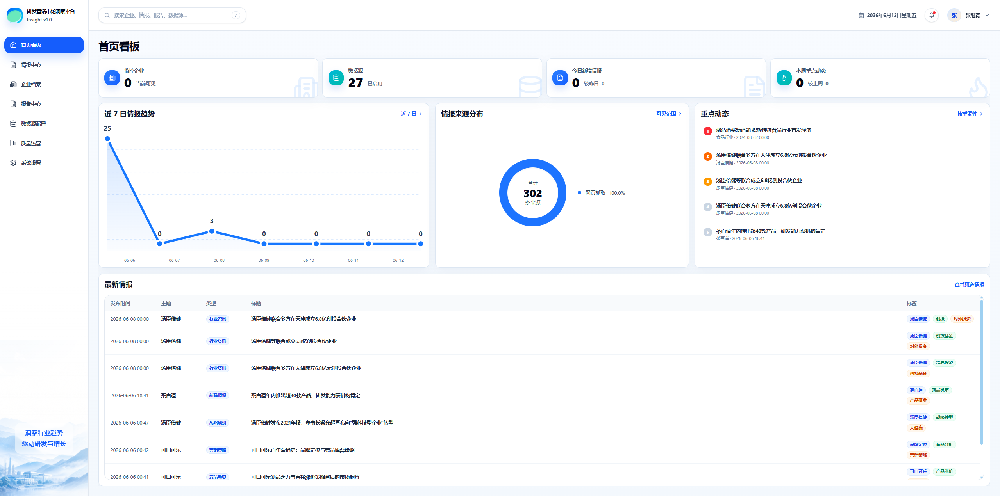 研发营销市场洞察平台
Insight v1.0
搜索企业、情报、报告、数据源...
/
2026年6月12日星期五
张
张继德
首页看板
情报中心
企业档案
报告中心
数据源配置
质量运营
系统设置
洞察行业趋势
驱动研发与增长
首页看板
监控企业
0 当前可见
数据源
27 已启用
今日新增情报
0 较昨日 0
本周重点动态
0 较上周 0
近 7 日情报趋势
近 7 日
25
0
3
0
0
0
0
06-06
06-07
06-08
06-09
06-10
06-11
06-12
情报来源分布
可见范围
合计
302
条来源
网页抓取 100.0%
重点动态
按重要性
1
激活消费新潜能 积极推进食品行业首发经济
食品行业 · 2024-08-02 00:00
2
汤臣倍健联合多方在天津成立6.8亿元创投合伙企业
汤臣倍健 · 2026-06-08 00:00
3
汤臣倍健等联合成立6.8亿创投合伙企业
汤臣倍健 · 2026-06-08 00:00
4
汤臣倍健联合多方在天津成立6.8亿创投合伙企业
汤臣倍健 · 2026-06-08 00:00
5
茶百道年内推出超40款产品，研发能力获机构肯定
茶百道 · 2026-06-06 18:41
最新情报
查看更多情报
发布时间 主题 类型 标题 标签
2026-06-08 00:00 汤臣倍健 行业资讯 汤臣倍健联合多方在天津成立6.8亿创投合伙企业 汤臣倍健 创投 对外投资
2026-06-08 00:00 汤臣倍健 行业资讯 汤臣倍健等联合成立6.8亿创投合伙企业 汤臣倍健 创投基金
对外投资
2026-06-08 00:00 汤臣倍健 行业资讯 汤臣倍健联合多方在天津成立6.8亿元创投合伙企业 汤臣倍健 跨界投资
创投基金
2026-06-06 18:41 茶百道 新品情报 茶百道年内推出超40款产品，研发能力获机构肯定 茶百道 新品发布
产品研发
2026-06-06 00:47 汤臣倍健 战略规划 汤臣倍健发布2021年报，董事长梁允超宣布向“强科技型企业”转型 汤臣倍健 战略转型
大健康
2026-06-06 00:42 可口可乐 营销策略 可口可乐百年营销史：品牌定位与竞品博弈策略 品牌定位 竞品分析
营销策略
2026-06-06 00:41 可口可乐 竞品动态 可口可乐新品乏力与直接涨价策略背后的市场洞察 可口可乐 产品涨价